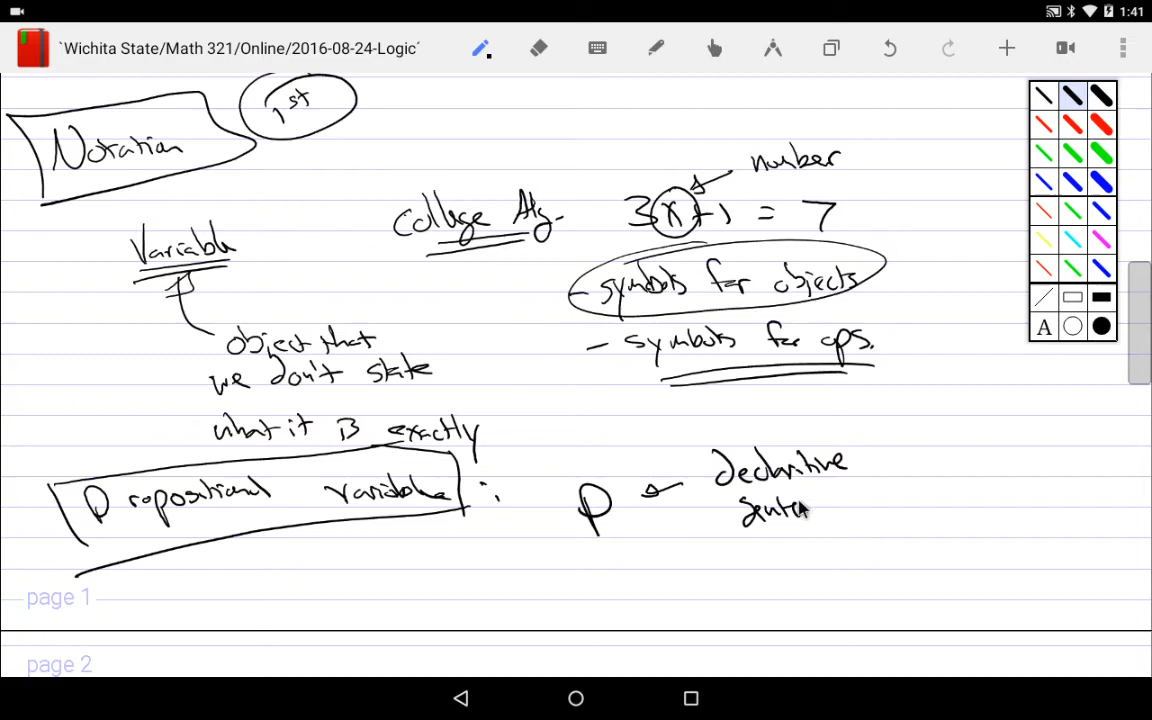 1:41
`Wichita State/Math 321/Online/2016-08-24-Logic´
1st
Notation
number
College Alg.
3x+1 = 7
Variable
- symbols for objects
object that
- symbols for ops.
we don't state
what it is exactly
Propositional variable :
p
declaritive
Senten
A
page 1
page 2